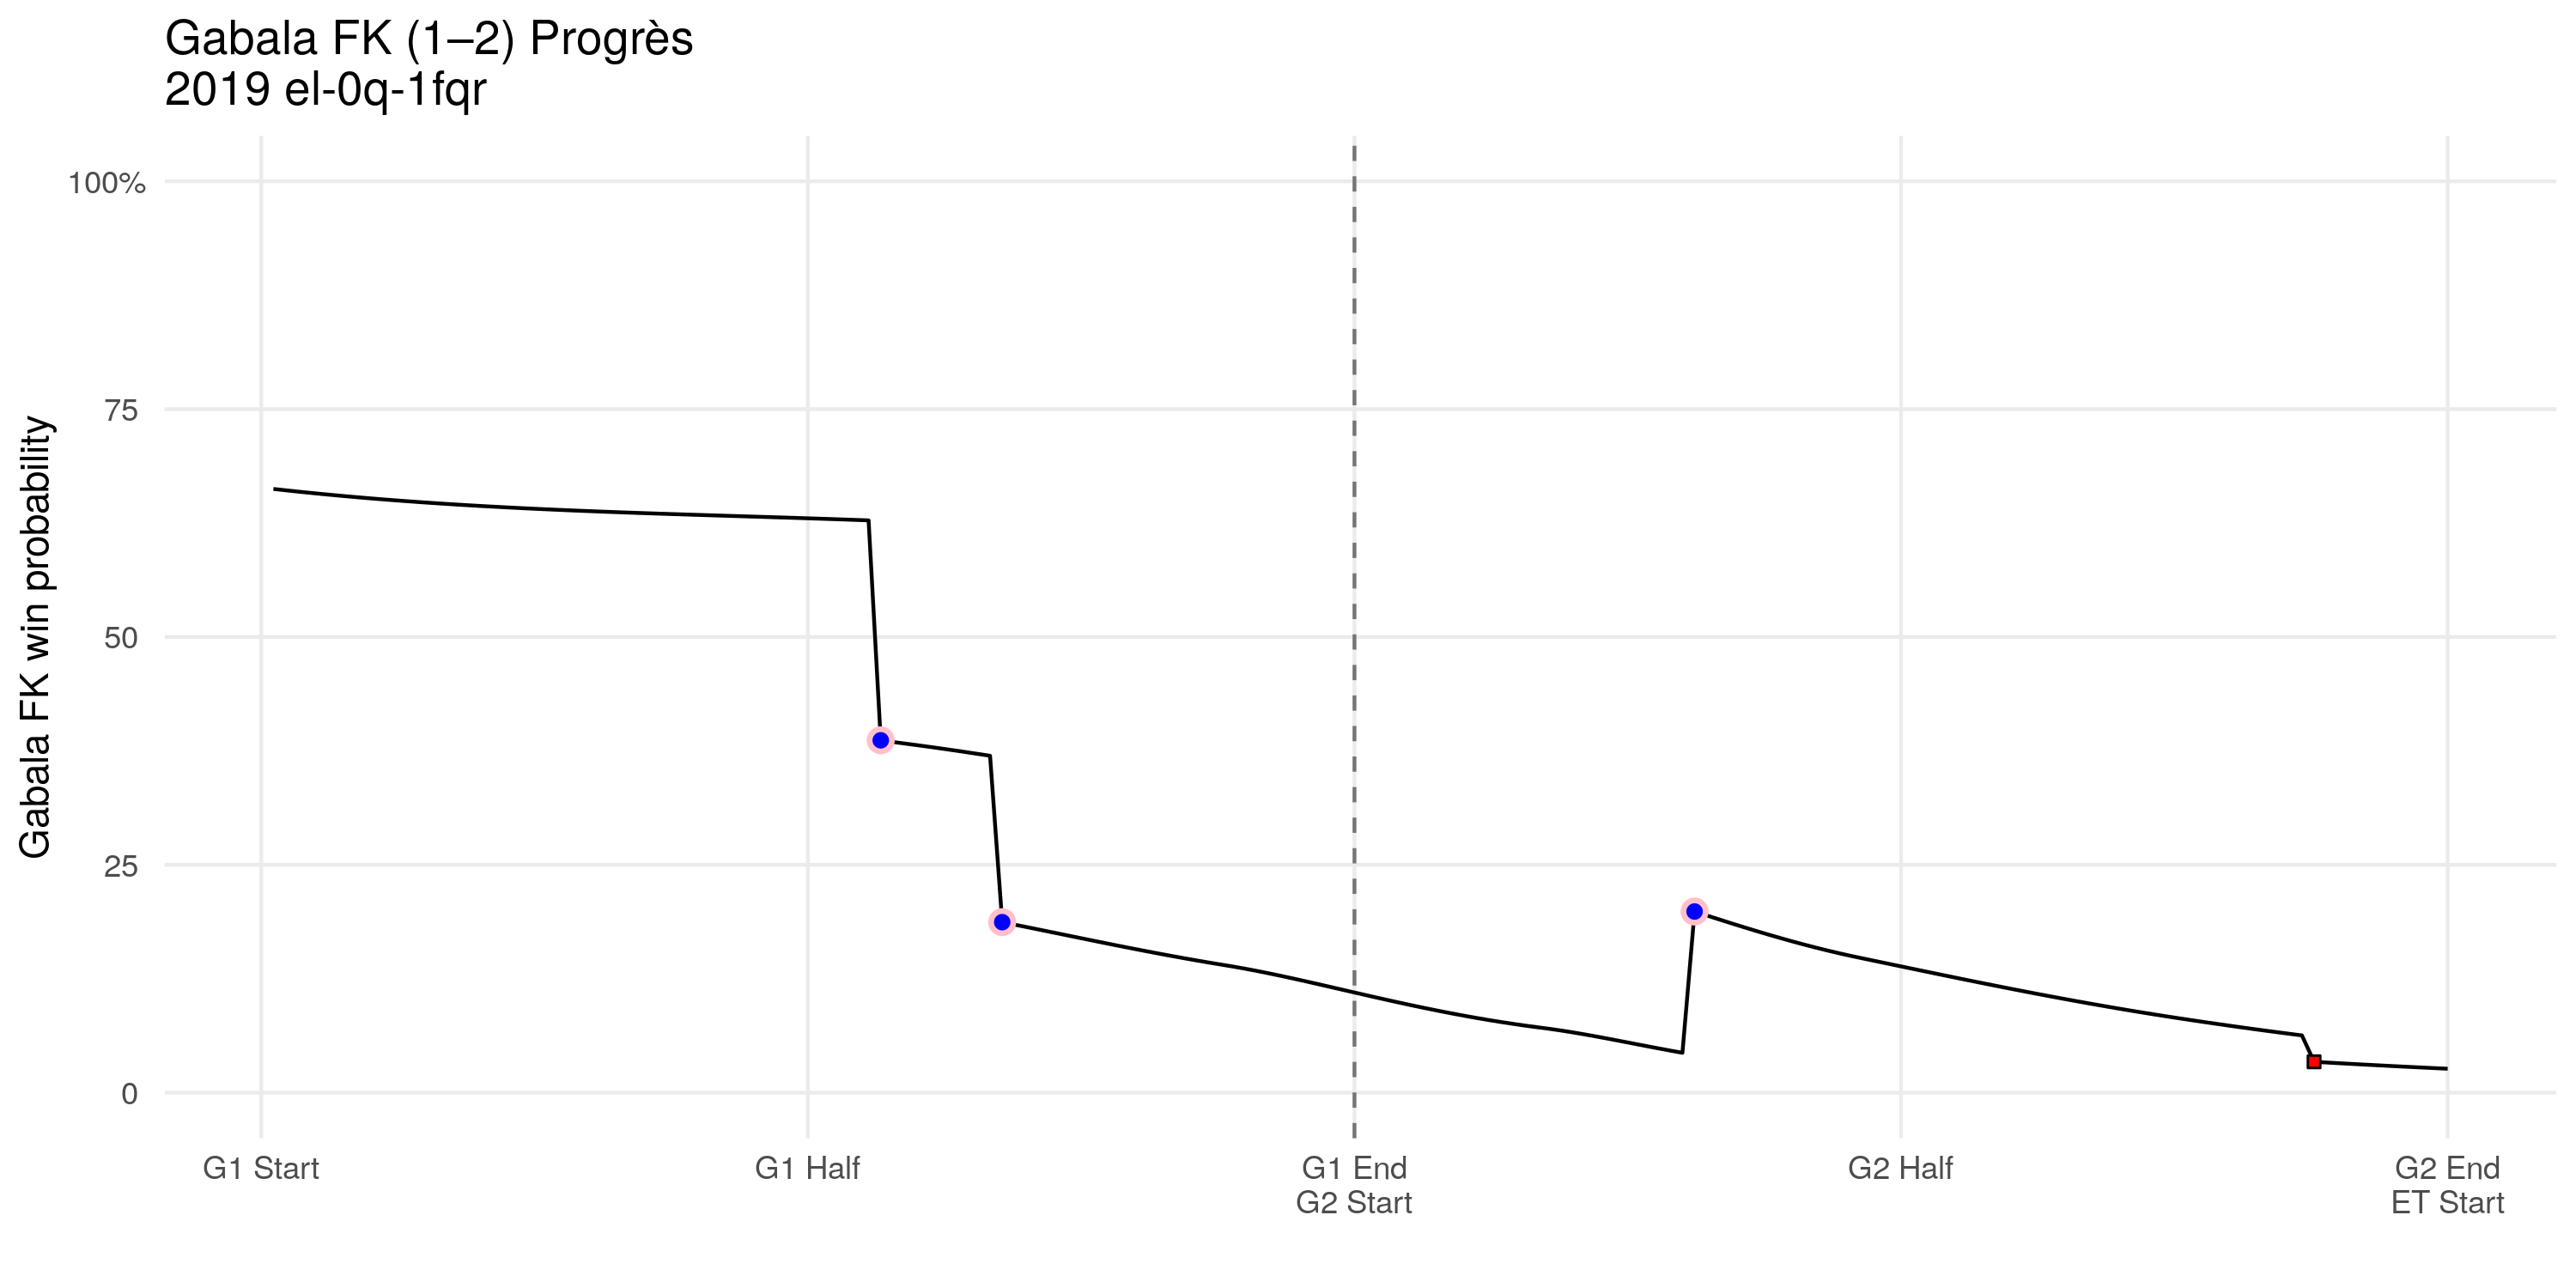 Gabala FK (1–2) Progrès
2019 el-0q-1fqr
Gabala FK win probability
100%
75
50
25
0
G1 Start
G1 Half
G1 End
G2 Start
G2 Half
G2 End
ET Start